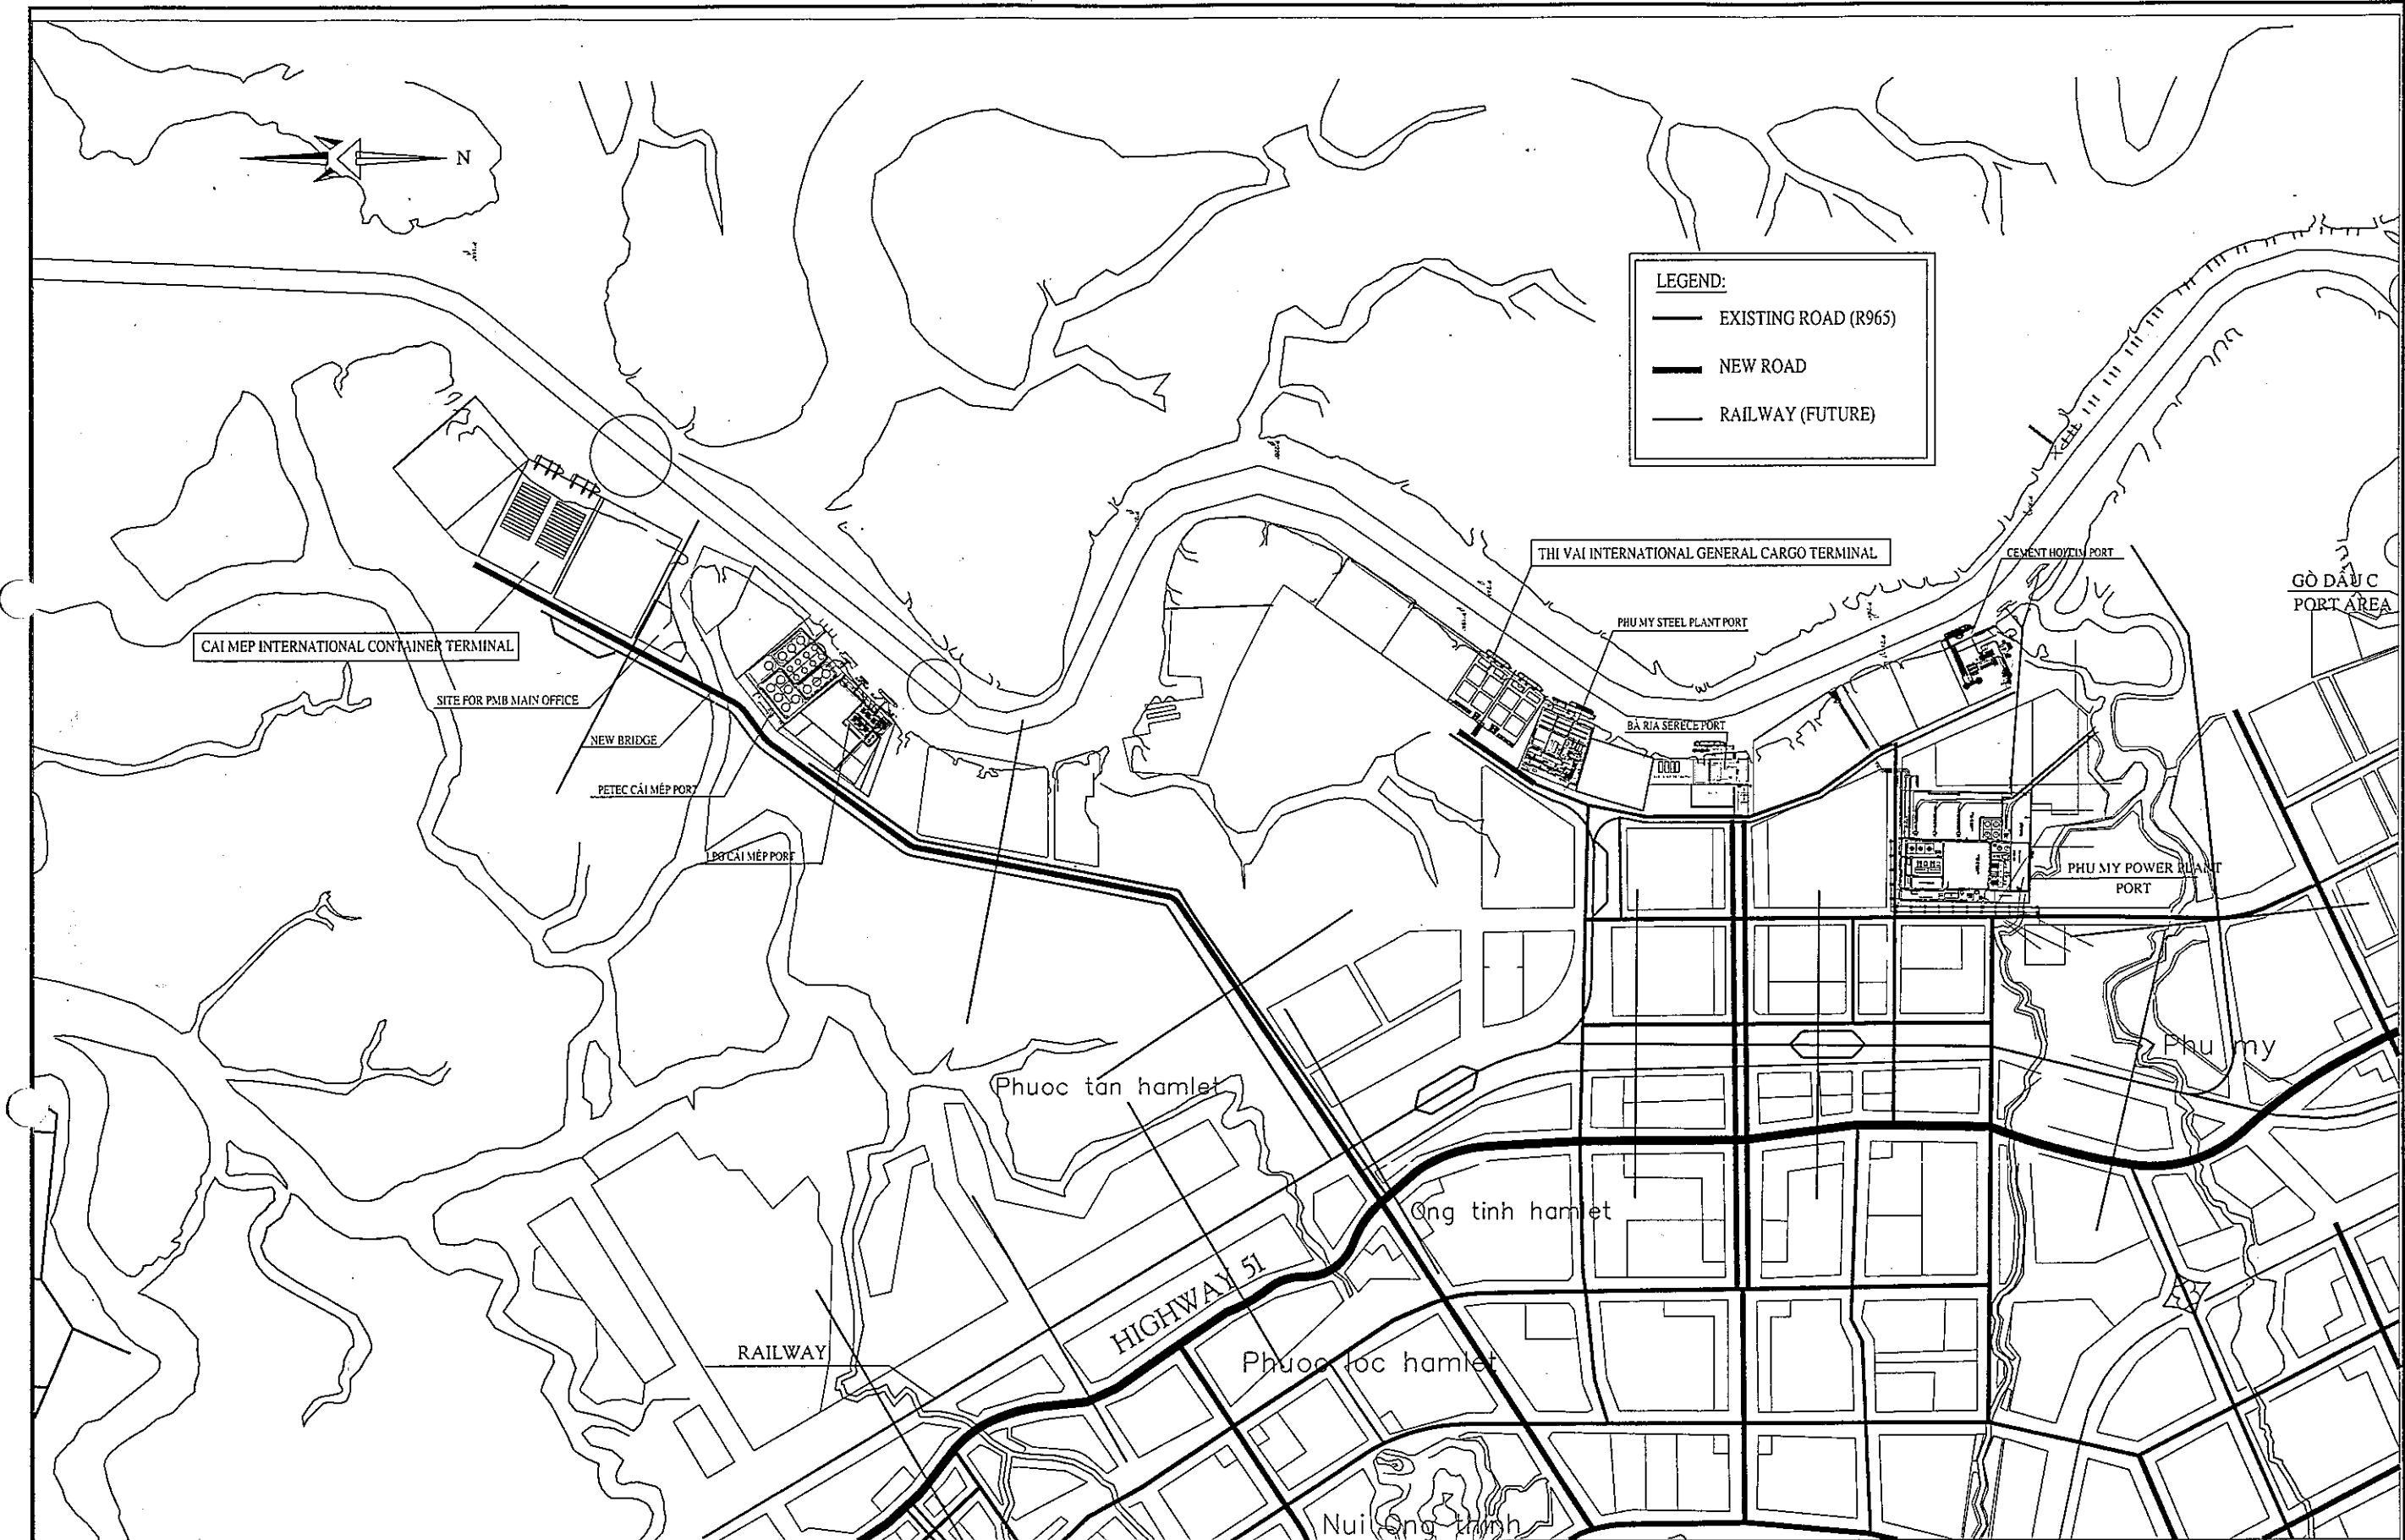 N
LEGEND:
EXISTING ROAD (R965)
NEW ROAD
RAILWAY (FUTURE)
THI VAI INTERNATIONAL GENERAL CARGO TERMINAL
CEMENT HOLCIM PORT
GÒ DẦU C
PORT AREA
PHU MY STEEL PLANT PORT
CAI MEP INTERNATIONAL CONTAINER TERMINAL
SITE FOR PMB MAIN OFFICE
BÀ RỊA SERECE PORT
NEW BRIDGE
PETEC CÁI MÉP PORT
LPG CÁI MÉP PORT
PHU MY POWER PLANT
PORT
Phu my
Phuoc tan hamlet
Ong tinh hamlet
HIGHWAY 51
RAILWAY
Phuoc loc hamlet
Nui Ong trinh